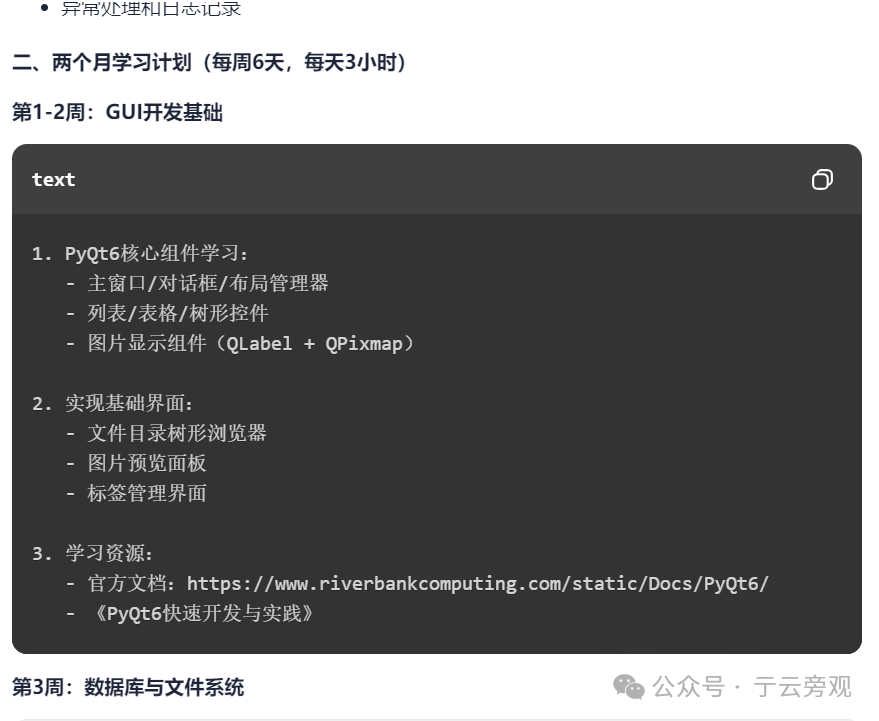 异常处理和日志记录
二、两个月学习计划（每周6天，每天3小时）
第1-2周：GUI开发基础
text
1. PyQt6核心组件学习：
- 主窗口/对话框/布局管理器
- 列表/表格/树形控件
- 图片显示组件（QLabel + QPixmap）
2. 实现基础界面：
- 文件目录树形浏览器
- 图片预览面板
- 标签管理界面
3. 学习资源：
- 官方文档：https://www.riverbankcomputing.com/static/Docs/PyQt6/
- 《PyQt6快速开发与实践》
第3周：数据库与文件系统
公众号 · 亍云旁观